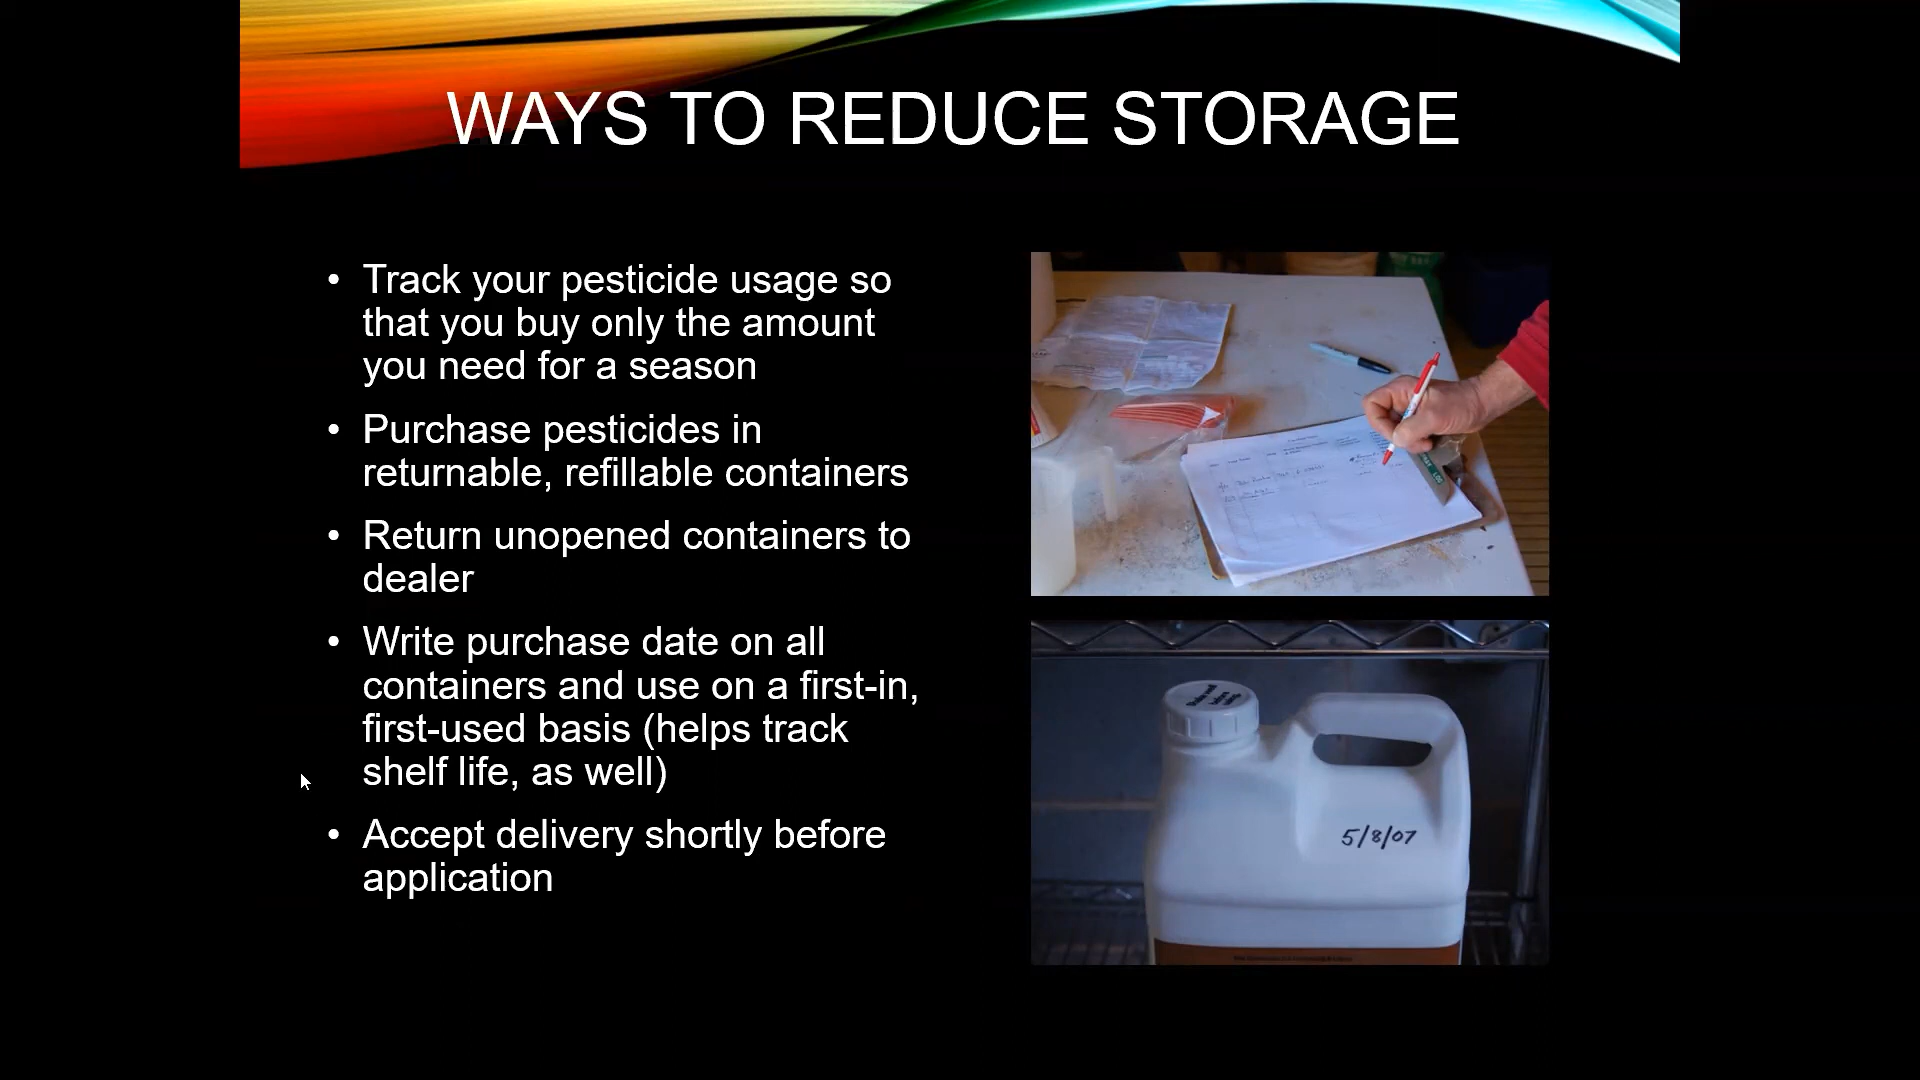 WAYS TO REDUCE STORAGE
• Track your pesticide usage so
that you buy only the amount
you need for a season
• Purchase pesticides in
returnable, refillable containers
• Return unopened containers to
dealer
• Write purchase date on all
containers and use on a first-in,
first-used basis (helps track
shelf life, as well)
• Accept delivery shortly before
application
5/8/07